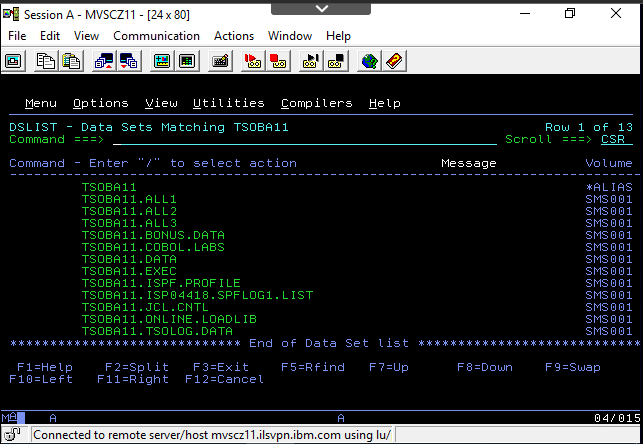 Session A - MVSCZ11 - [24 x 80]
File Edit View Communication Actions Window Help
Menu Options View Utilities Compilers Help
DSLIST - Data Sets Matching TSOBA11 Row 1 of 13
Command ===> Scroll ===> CSR
Command - Enter "/" to select action Message Volume
TSOBA11 *ALIAS
TSOBA11.ALL1 SMS001
TSOBA11.ALL2 SMS001
TSOBA11.ALL3 SMS001
TSOBA11.BONUS.DATA SMS001
TSOBA11.COBOL.LABS SMS001
TSOBA11.DATA SMS001
TSOBA11.EXEC SMS001
TSOBA11.ISPF.PROFILE SMS001
TSOBA11.ISP04418.SPFLOG1.LIST SMS001
TSOBA11.JCL.CNTL SMS001
TSOBA11.ONLINE.LOADLIB SMS001
TSOBA11.TSOLOG.DATA SMS001
***************************** End of Data Set list ****************************
F1=Help F2=Split F3=Exit F5=Rfind F7=Up F8=Down F9=Swap
F10=Left F11=Right F12=Cancel
MA A A 04/015
Connected to remote server/host mvscz11.ilsvpn.ibm.com using lu/